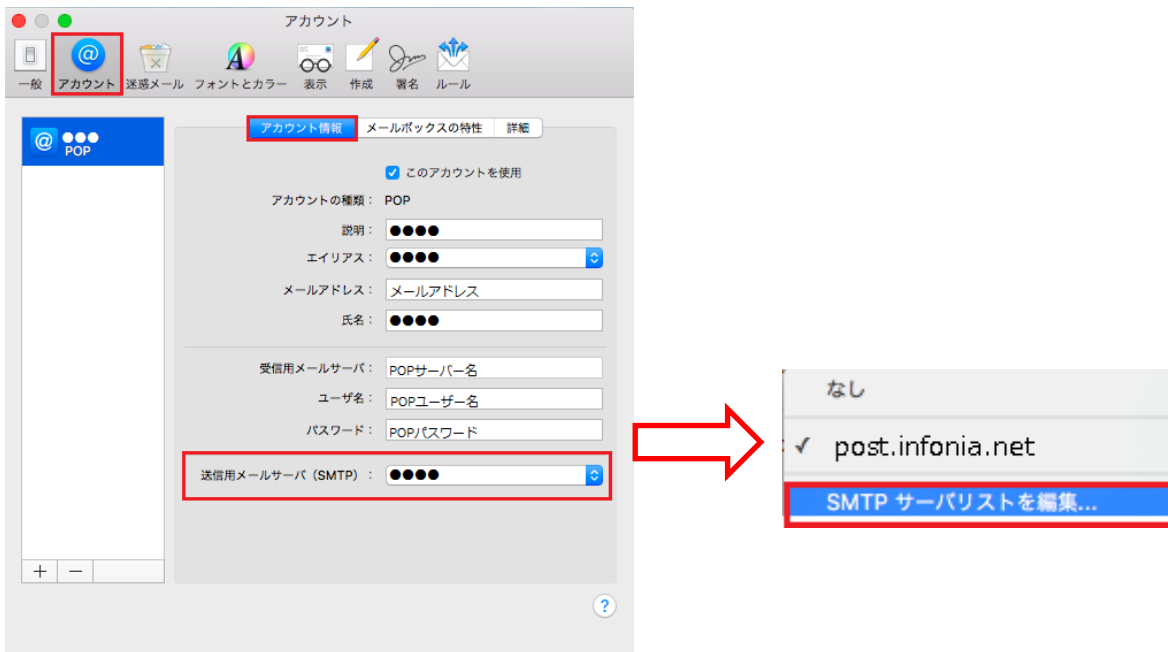 アカウント
一般 アカウント 迷惑メール フォントとカラー 表示 作成 署名 ルール
●●●
POP
アカウント情報 メールボックスの特性 詳細
このアカウントを使用
アカウントの種類： POP
説明： ●●●●
エイリアス： ●●●●
メールアドレス： メールアドレス
氏名： ●●●●
受信用メールサーバ： POPサーバー名
ユーザ名： POPユーザー名
パスワード： POPパスワード
送信用メールサーバ（SMTP）： ●●●●
なし
✓ post.infonia.net
SMTP サーバリストを編集...